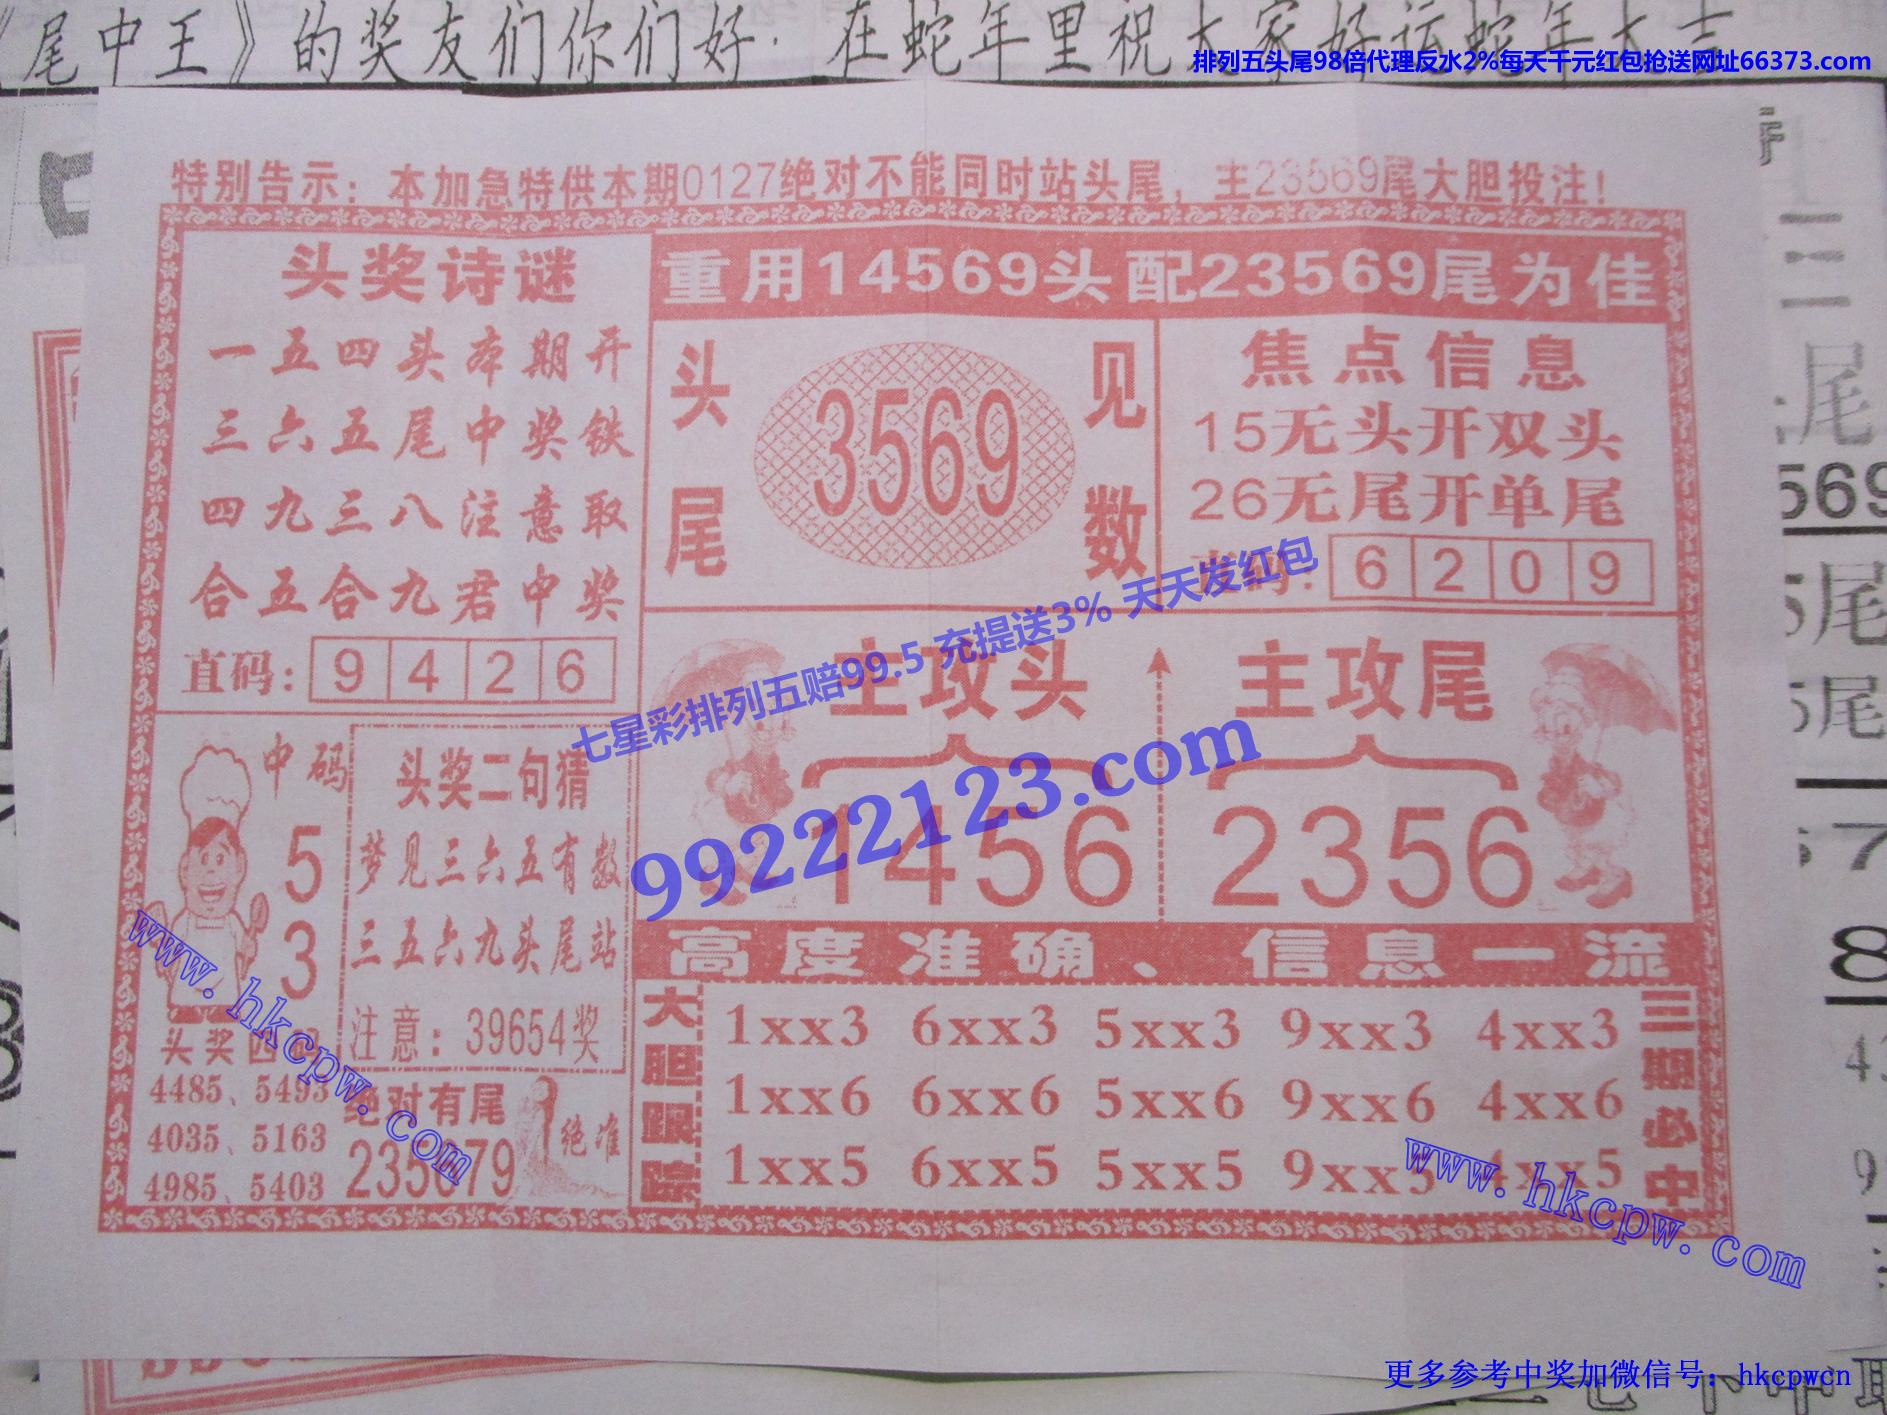 《尾中王》的奖友们你们好. 在蛇年里祝大家好运蛇年大吉
排列五头尾98倍代理反水2%每天千元红包抢送网址66373.com
特别告示：本加急特供本期0127绝对不能同时站头尾，主23569尾大胆投注！
头奖诗谜
一五四头本期开
三六五尾中奖铁
四九三八注意取
合五合九君中奖
直码：9426
重用14569头配23569尾为佳
头尾
3569
见数
焦点信息
15无头开双头
26无尾开单尾
码：6209
七星彩排列五赔99.5 充提送3% 天天发红包
99222123.com
主攻头
1456
主攻尾
2356
中码
5
3
头奖二句猜
梦见三六五有数
三五六九头尾站
注意：39654奖
头奖四
4485、5493
4035、5163
4985、5403
绝对有尾
235679
绝准
高度准确、信息一流
大胆跟踪
1xx3 6xx3 5xx3 9xx3 4xx3
1xx6 6xx6 5xx6 9xx6 4xx6
1xx5 6xx5 5xx5 9xx5 4xx5
三期必中
www.hkcpw.com
www.hkcpw.com
更多参考中奖加微信号：hkcpwcn
尾
569
5尾
5尾
7
8